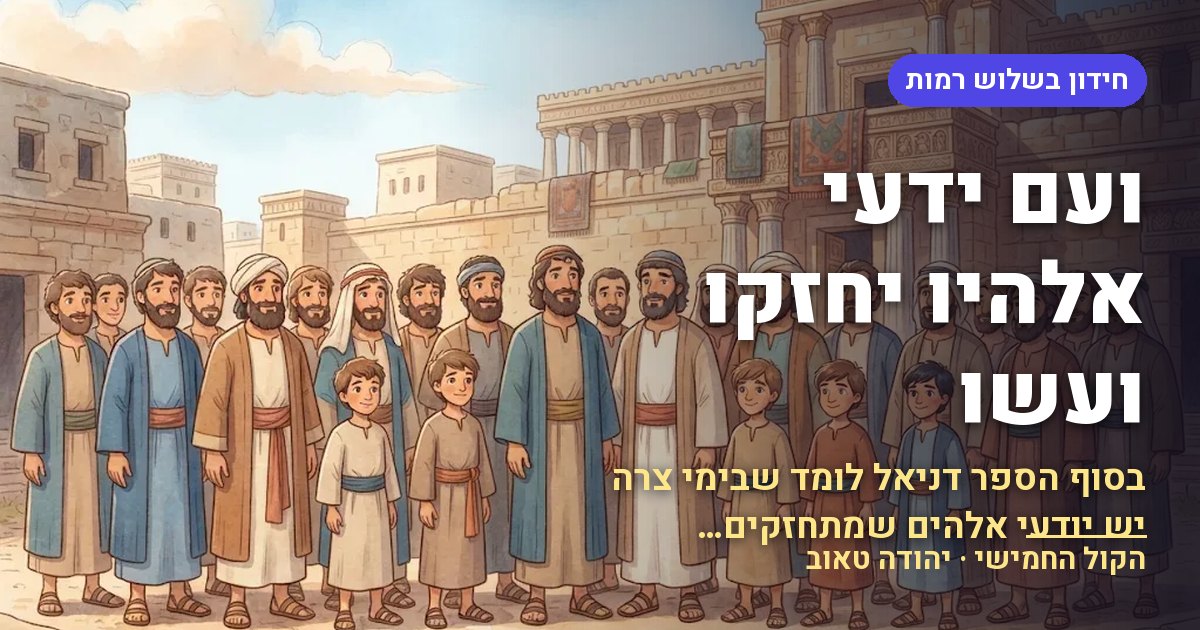 חידון בשלוש רמות
ועם ידעי
אלהיו יחזקו
ועשו
בסוף הספר דניאל לומד שבימי צרה
יש יודעי אלהים שמתחזקים...
הקול החמישי · יהודה טאוב